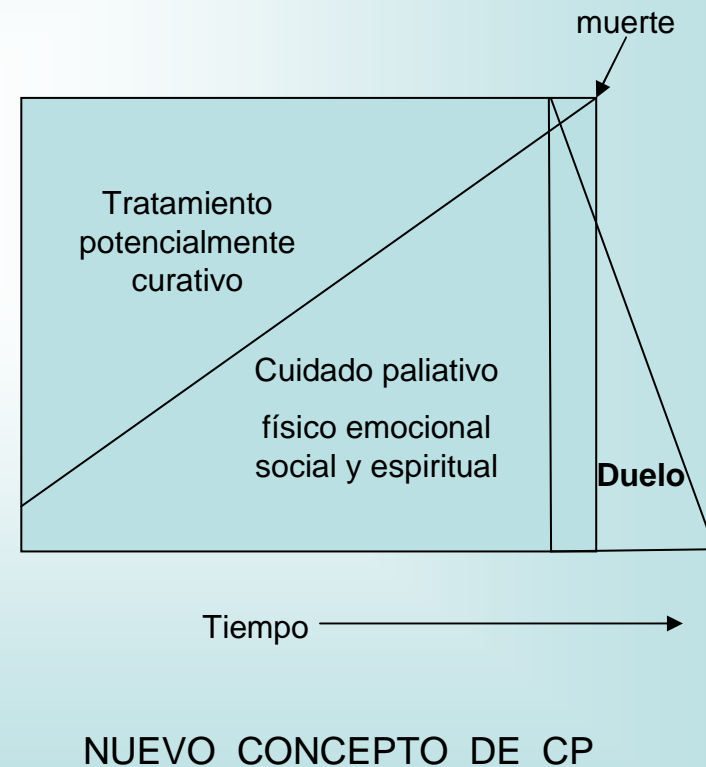 muerte
Tratamiento
potencialmente
curativo
Cuidado paliativo
físico emocional
social y espiritual
Duelo
Tiempo
NUEVO CONCEPTO DE CP